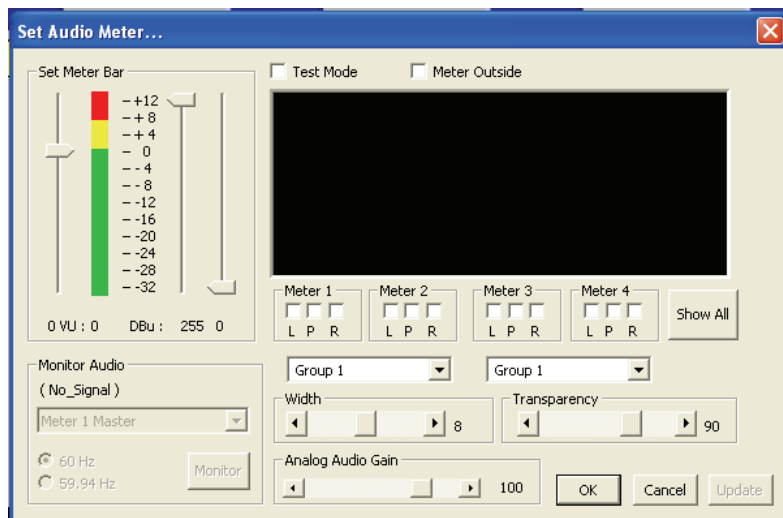 Set Audio Meter...
Set Meter Bar
Test Mode
Meter Outside
+12
+ 8
+ 4
0
- 4
- 8
-12
-16
-20
-24
-28
-32
0 VU : 0
DBu : 255 0
Meter 1
L P R
Meter 2
L P R
Meter 3
L P R
Meter 4
L P R
Show All
Group 1
Group 1
Monitor Audio
( No_Signal )
Meter 1 Master
60 Hz
59.94 Hz
Monitor
Width
8
Transparency
90
Analog Audio Gain
100
OK
Cancel
Update